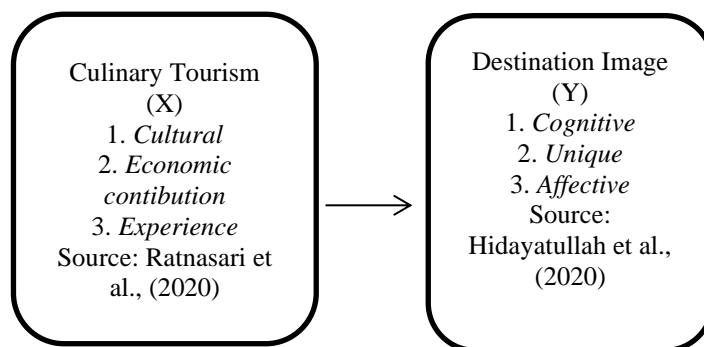 Culinary Tourism
(X)
1. Cultural
2. Economic
contibution
3. Experience
Source: Ratnasari et
al., (2020)
Destination Image
(Y)
1. Cognitive
2. Unique
3. Affective
Source:
Hidayatullah et al.,
(2020)